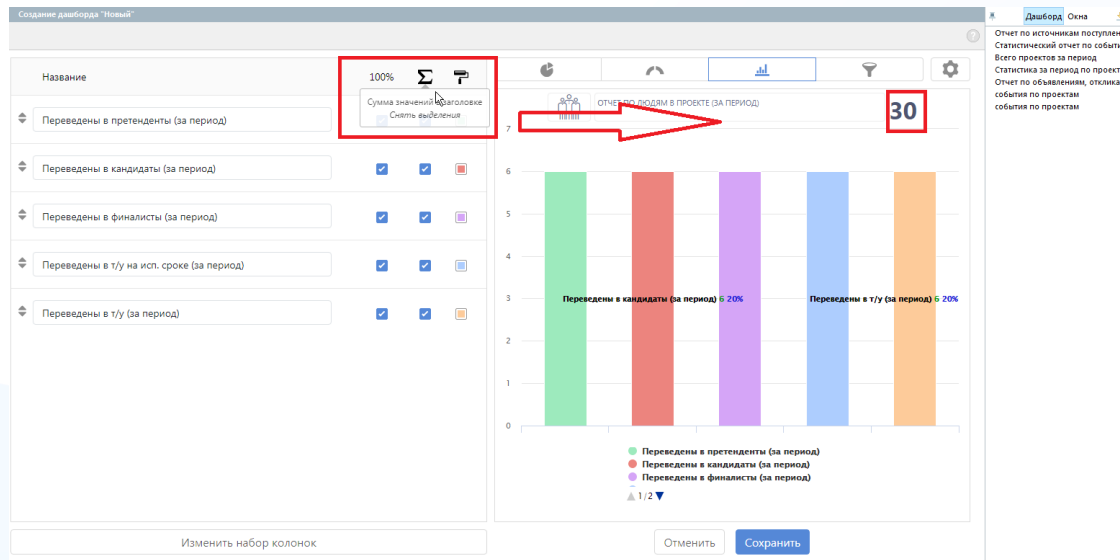 Создание дашборда "Новый"
Дашборд Окна
Отчет по источникам поступлен
Статистический отчет по событи
Всего проектов за период
Статистика за период по проект
Отчет по объявлениям, отклика
события по проектам
события по проектам
Название
100% Σ
Сумма значений в заголовке
Снять выделения
Переведены в претенденты (за период)
Переведены в кандидаты (за период)
Переведены в финалисты (за период)
Переведены в т/у на исп. сроке (за период)
Переведены в т/у (за период)
Изменить набор колонок
ОТЧЕТ ПО ЛЮДЯМ В ПРОЕКТЕ (ЗА ПЕРИОД)
30
7
6
5
4
3
2
1
0
Переведены в кандидаты (за период) 6 20%
Переведены в т/у (за период) 6 20%
Переведены в претенденты (за период)
Переведены в кандидаты (за период)
Переведены в финалисты (за период)
1/2
Отменить
Сохранить